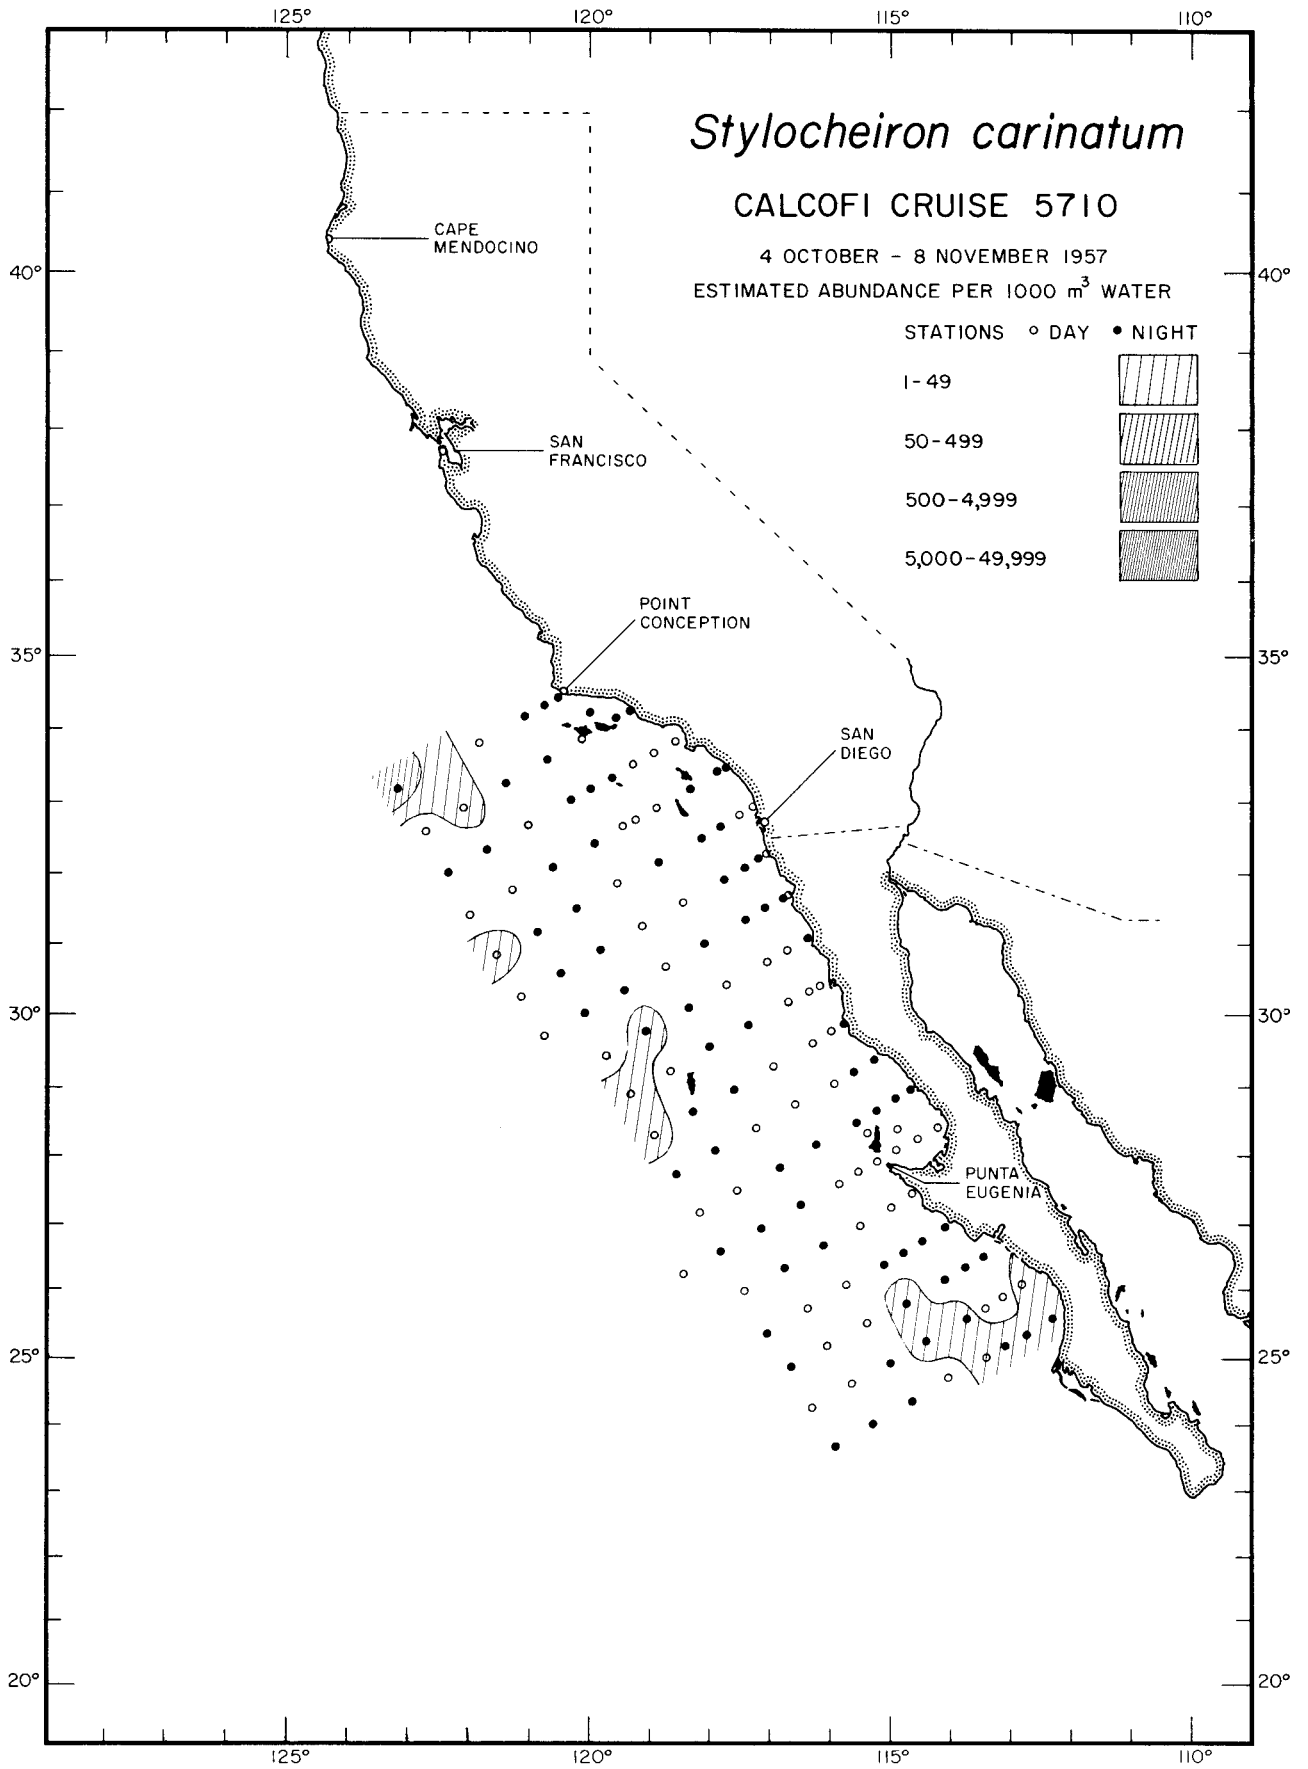 125° 120° 115° 110°
Stylocheiron carinatum
CALCOFI CRUISE 5710
4 OCTOBER – 8 NOVEMBER 1957
ESTIMATED ABUNDANCE PER 1000 m³ WATER
STATIONS ○ DAY ● NIGHT
1-49
50-499
500-4,999
5,000-49,999
CAPE
MENDOCINO
40° 40°
SAN
FRANCISCO
POINT
CONCEPTION
35° 35°
SAN
DIEGO
30° 30°
PUNTA
EUGENIA
25° 25°
20° 20°
125° 120° 115° 110°